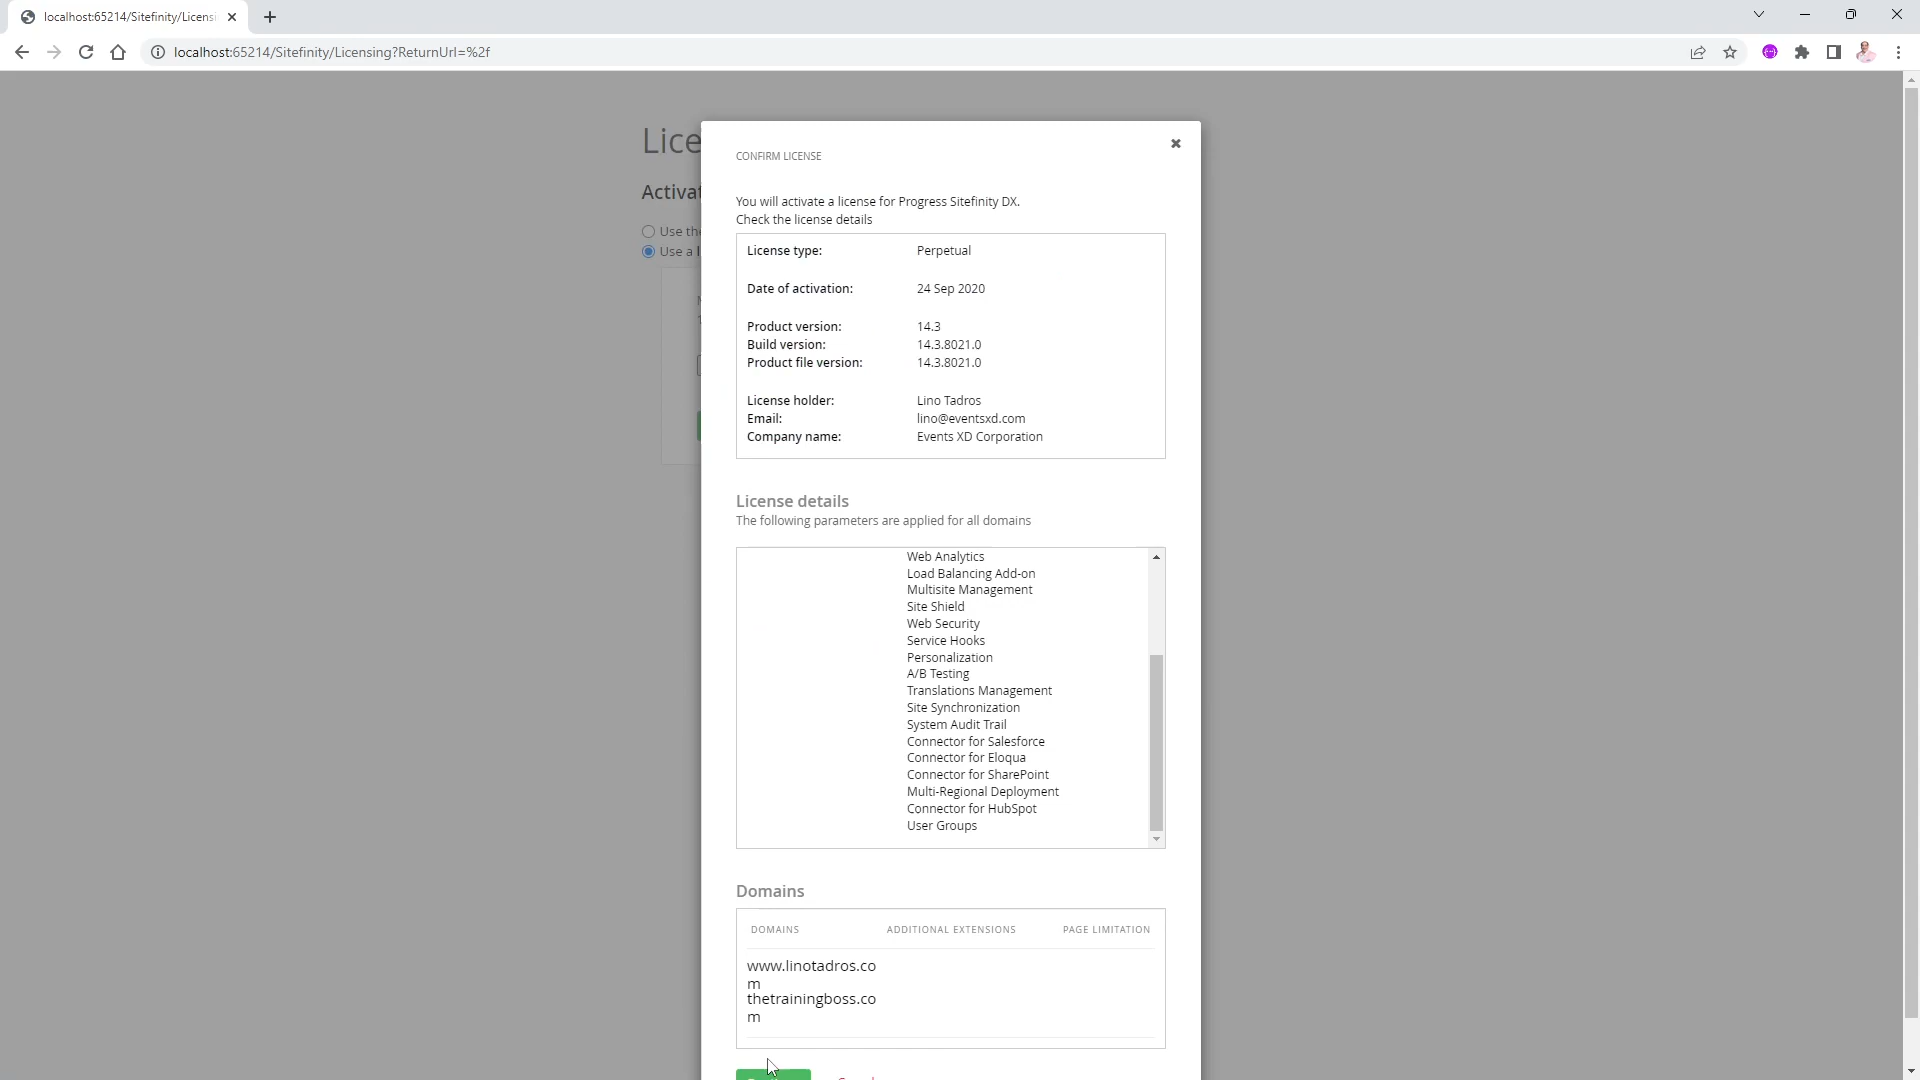 localhost:65214/Sitefinity/Licensi
localhost:65214/Sitefinity/Licensing?ReturnUrl=%2f
Lice
CONFIRM LICENSE
Activat
You will activate a license for Progress Sitefinity DX.
Check the license details
Use the
Use a l
License type: Perpetual
Date of activation: 24 Sep 2020
Product version: 14.3
Build version: 14.3.8021.0
Product file version: 14.3.8021.0
License holder: Lino Tadros
Email: lino@eventsxd.com
Company name: Events XD Corporation
License details
The following parameters are applied for all domains
Web Analytics
Load Balancing Add-on
Multisite Management
Site Shield
Web Security
Service Hooks
Personalization
A/B Testing
Translations Management
Site Synchronization
System Audit Trail
Connector for Salesforce
Connector for Eloqua
Connector for SharePoint
Multi-Regional Deployment
Connector for HubSpot
User Groups
Domains
DOMAINS ADDITIONAL EXTENSIONS PAGE LIMITATION
www.linotadros.co
m
thetrainingboss.co
m